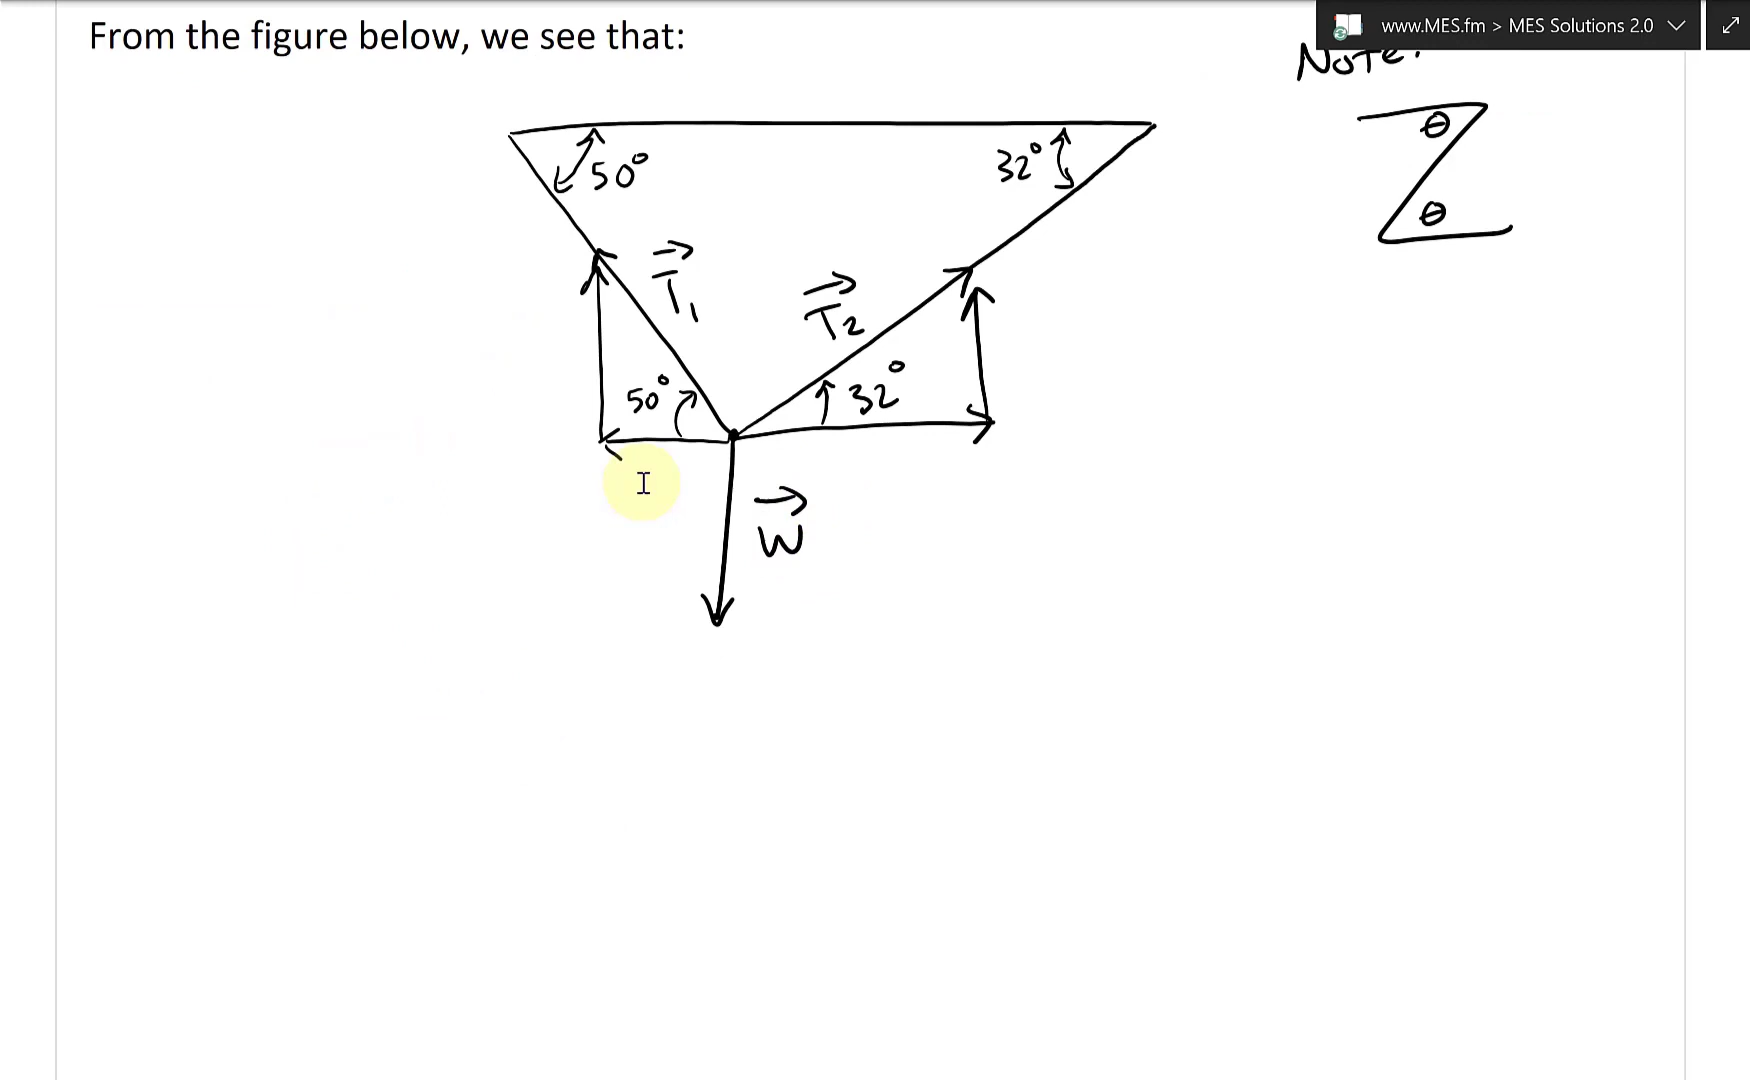 From the figure below, we see that:
www.MES.fm > MES Solutions 2.0
Note:
50° 32° θ
θ
T₁ T₂
50° 32°
W